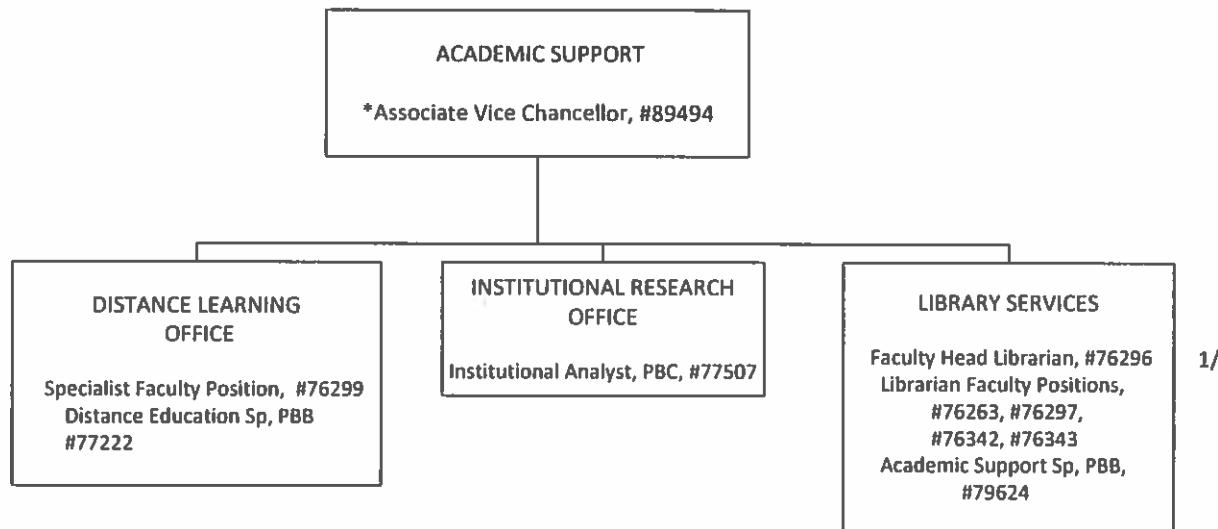 ACADEMIC SUPPORT
*Associate Vice Chancellor, #89494
DISTANCE LEARNING
OFFICE
Specialist Faculty Position, #76299
Distance Education Sp, PBB
#77222
INSTITUTIONAL RESEARCH
OFFICE
Institutional Analyst, PBC, #77507
LIBRARY SERVICES
Faculty Head Librarian, #76296
Librarian Faculty Positions,
#76263, #76297,
#76342, #76343
Academic Support Sp, PBB,
#79624
1/